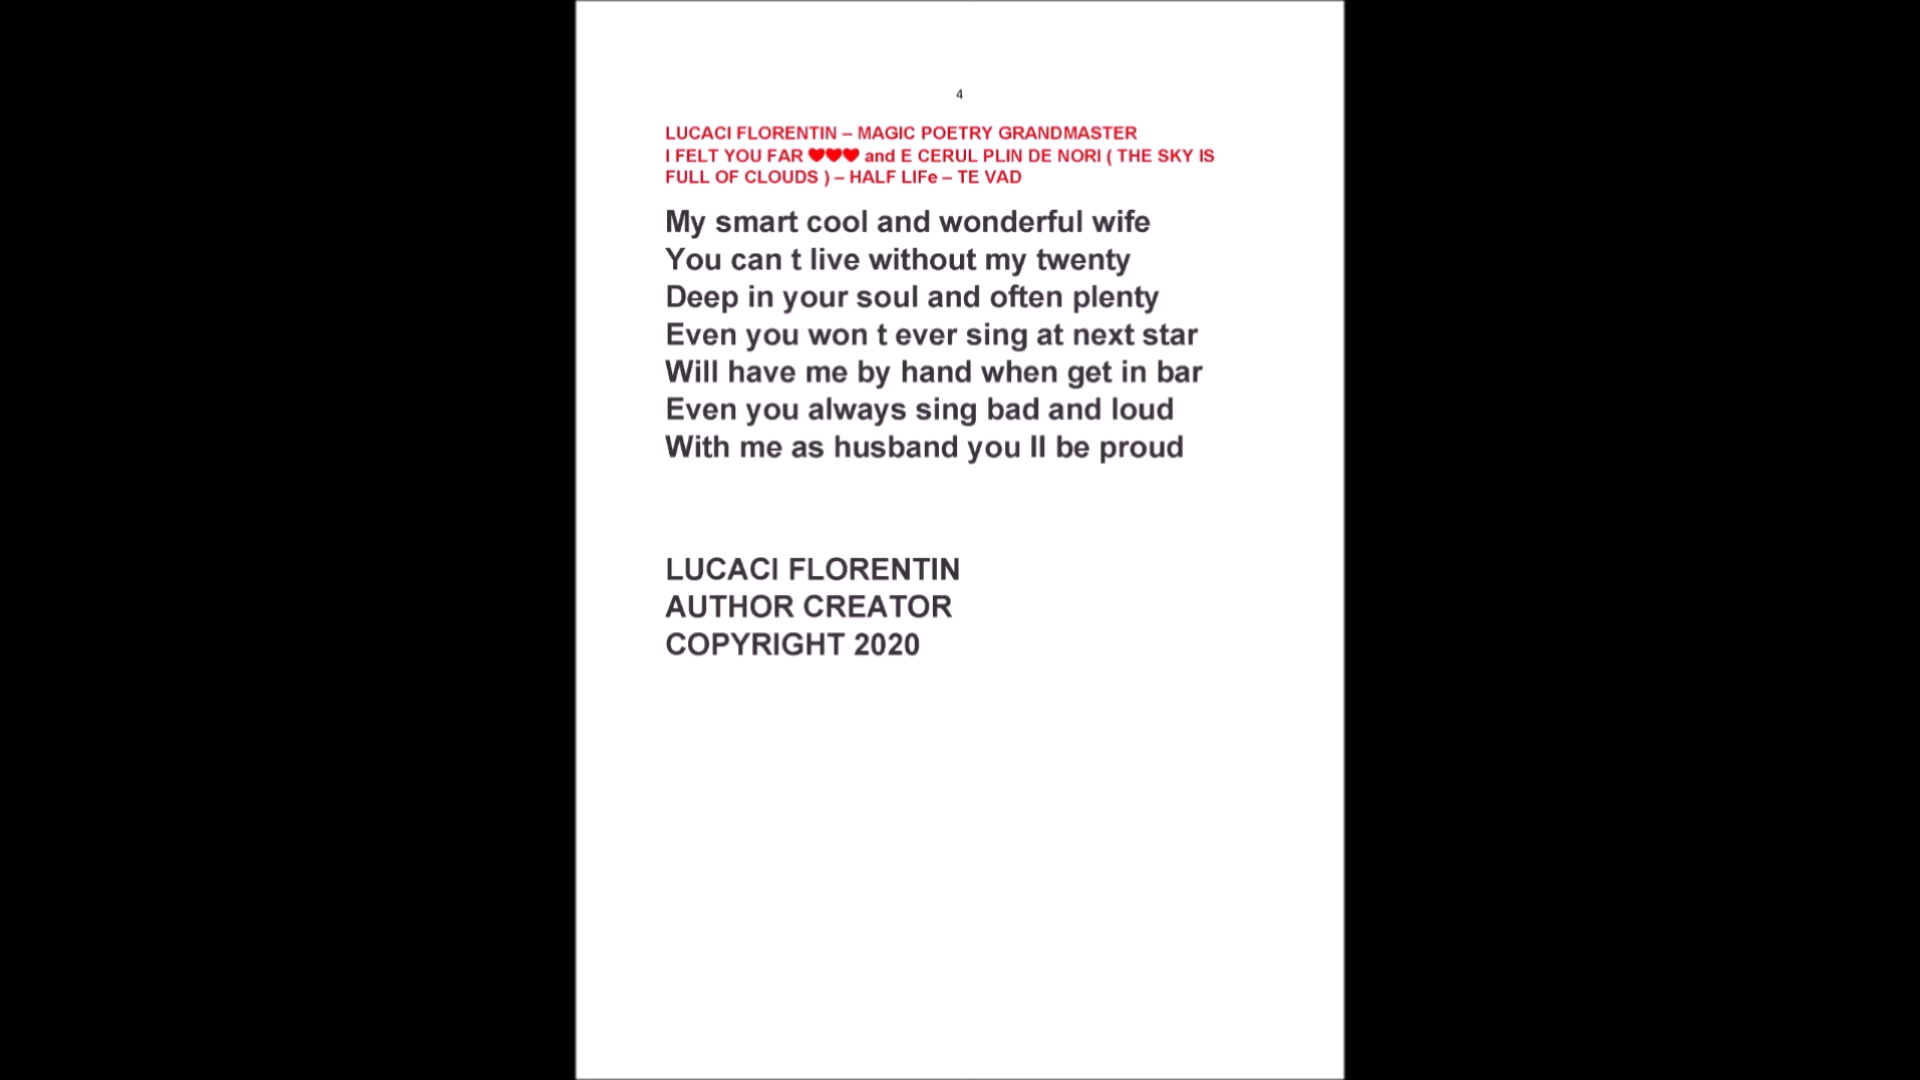 4
LUCACI FLORENTIN – MAGIC POETRY GRANDMASTER
I FELT YOU FAR ❤❤❤ and E CERUL PLIN DE NORI ( THE SKY IS
FULL OF CLOUDS ) – HALF LIFe – TE VAD
My smart cool and wonderful wife
You can t live without my twenty
Deep in your soul and often plenty
Even you won t ever sing at next star
Will have me by hand when get in bar
Even you always sing bad and loud
With me as husband you ll be proud
LUCACI FLORENTIN
AUTHOR CREATOR
COPYRIGHT 2020